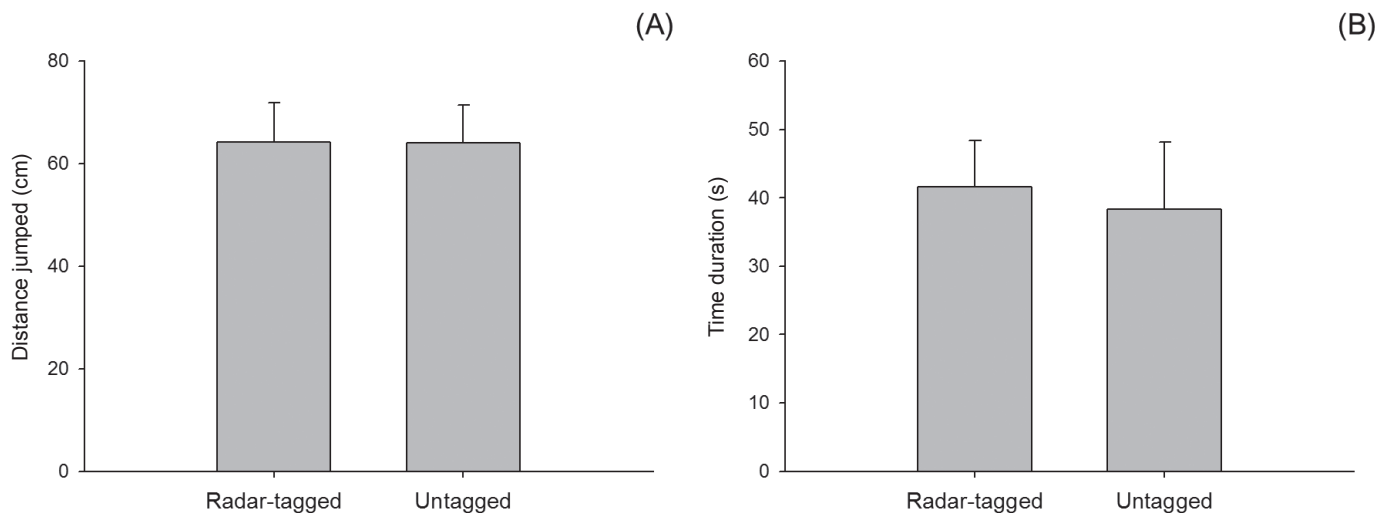 (A)
Distance jumped (cm)
80
60
40
20
0
Radar-tagged Untagged
(B)
Time duration (s)
60
50
40
30
20
10
0
Radar-tagged Untagged